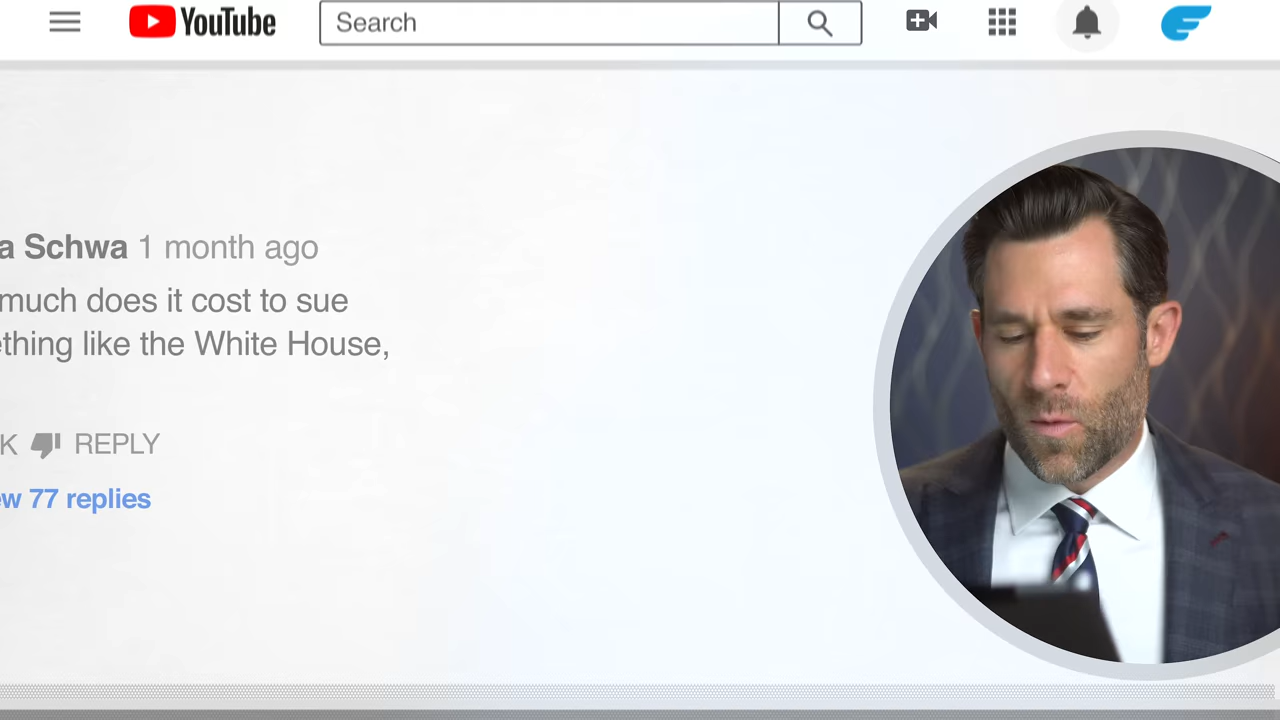 YouTube
Search
a Schwa 1 month ago
much does it cost to sue
thing like the White House,
K REPLY
w 77 replies